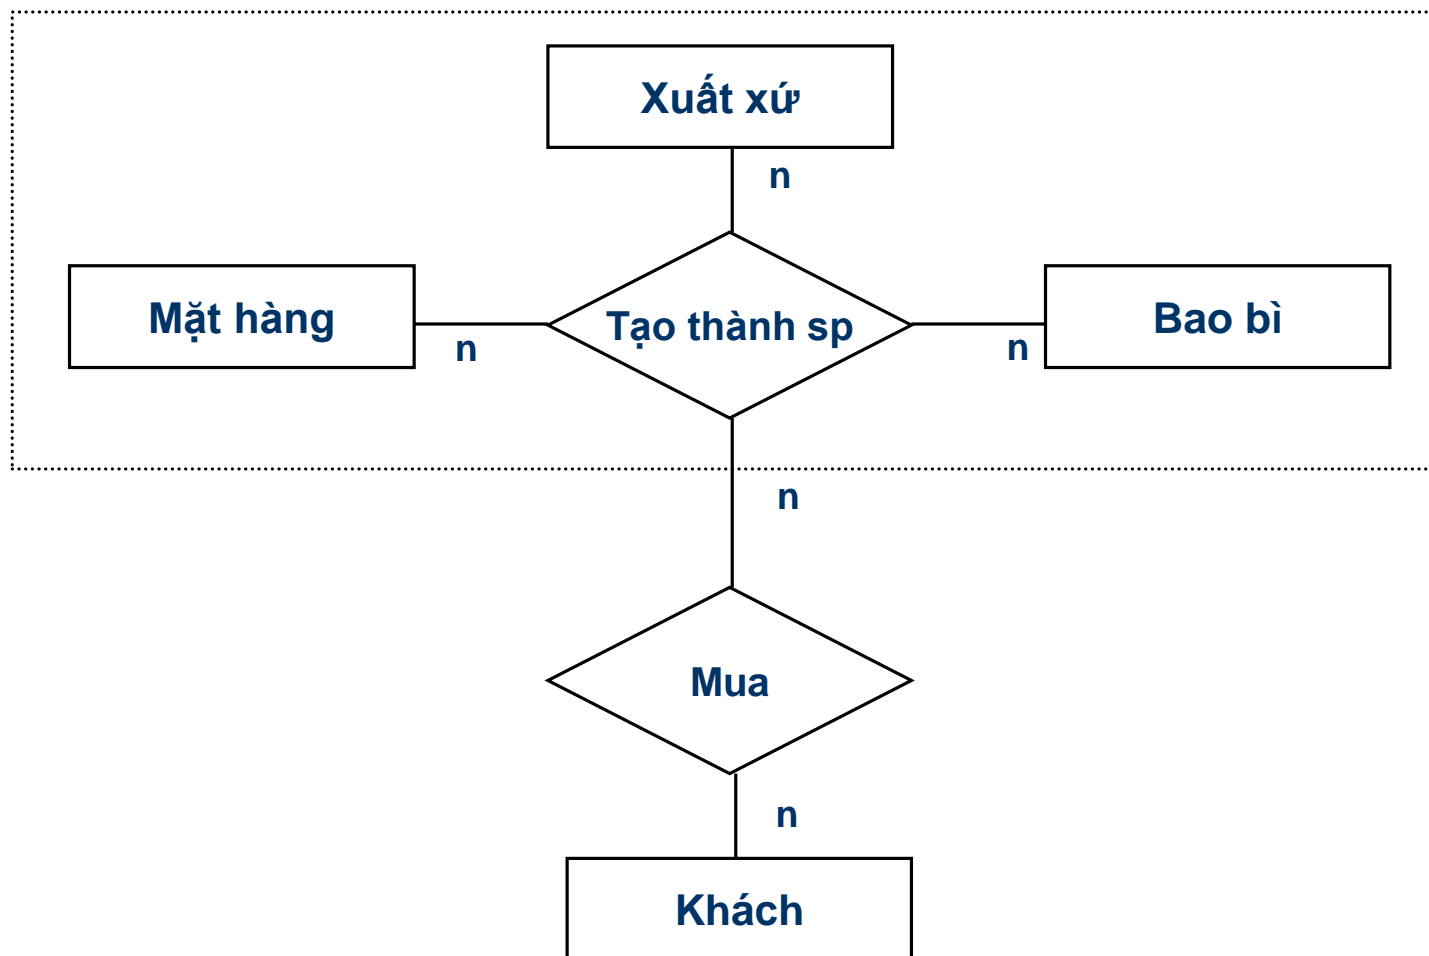 Xuất xứ
n
Mặt hàng
n
Tạo thành sp
n
Bao bì
n
Mua
n
Khách